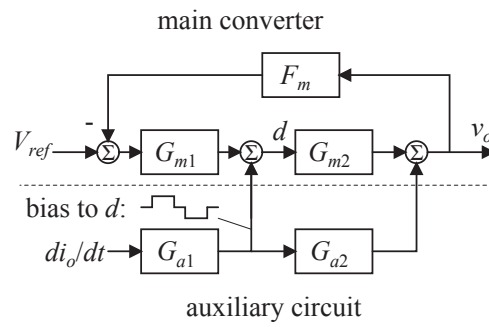 main converter
F_m
-
V_ref
Σ
G_m1
Σ
d
G_m2
Σ
v_o
bias to d:
di_o/dt
G_a1
G_a2
auxiliary circuit